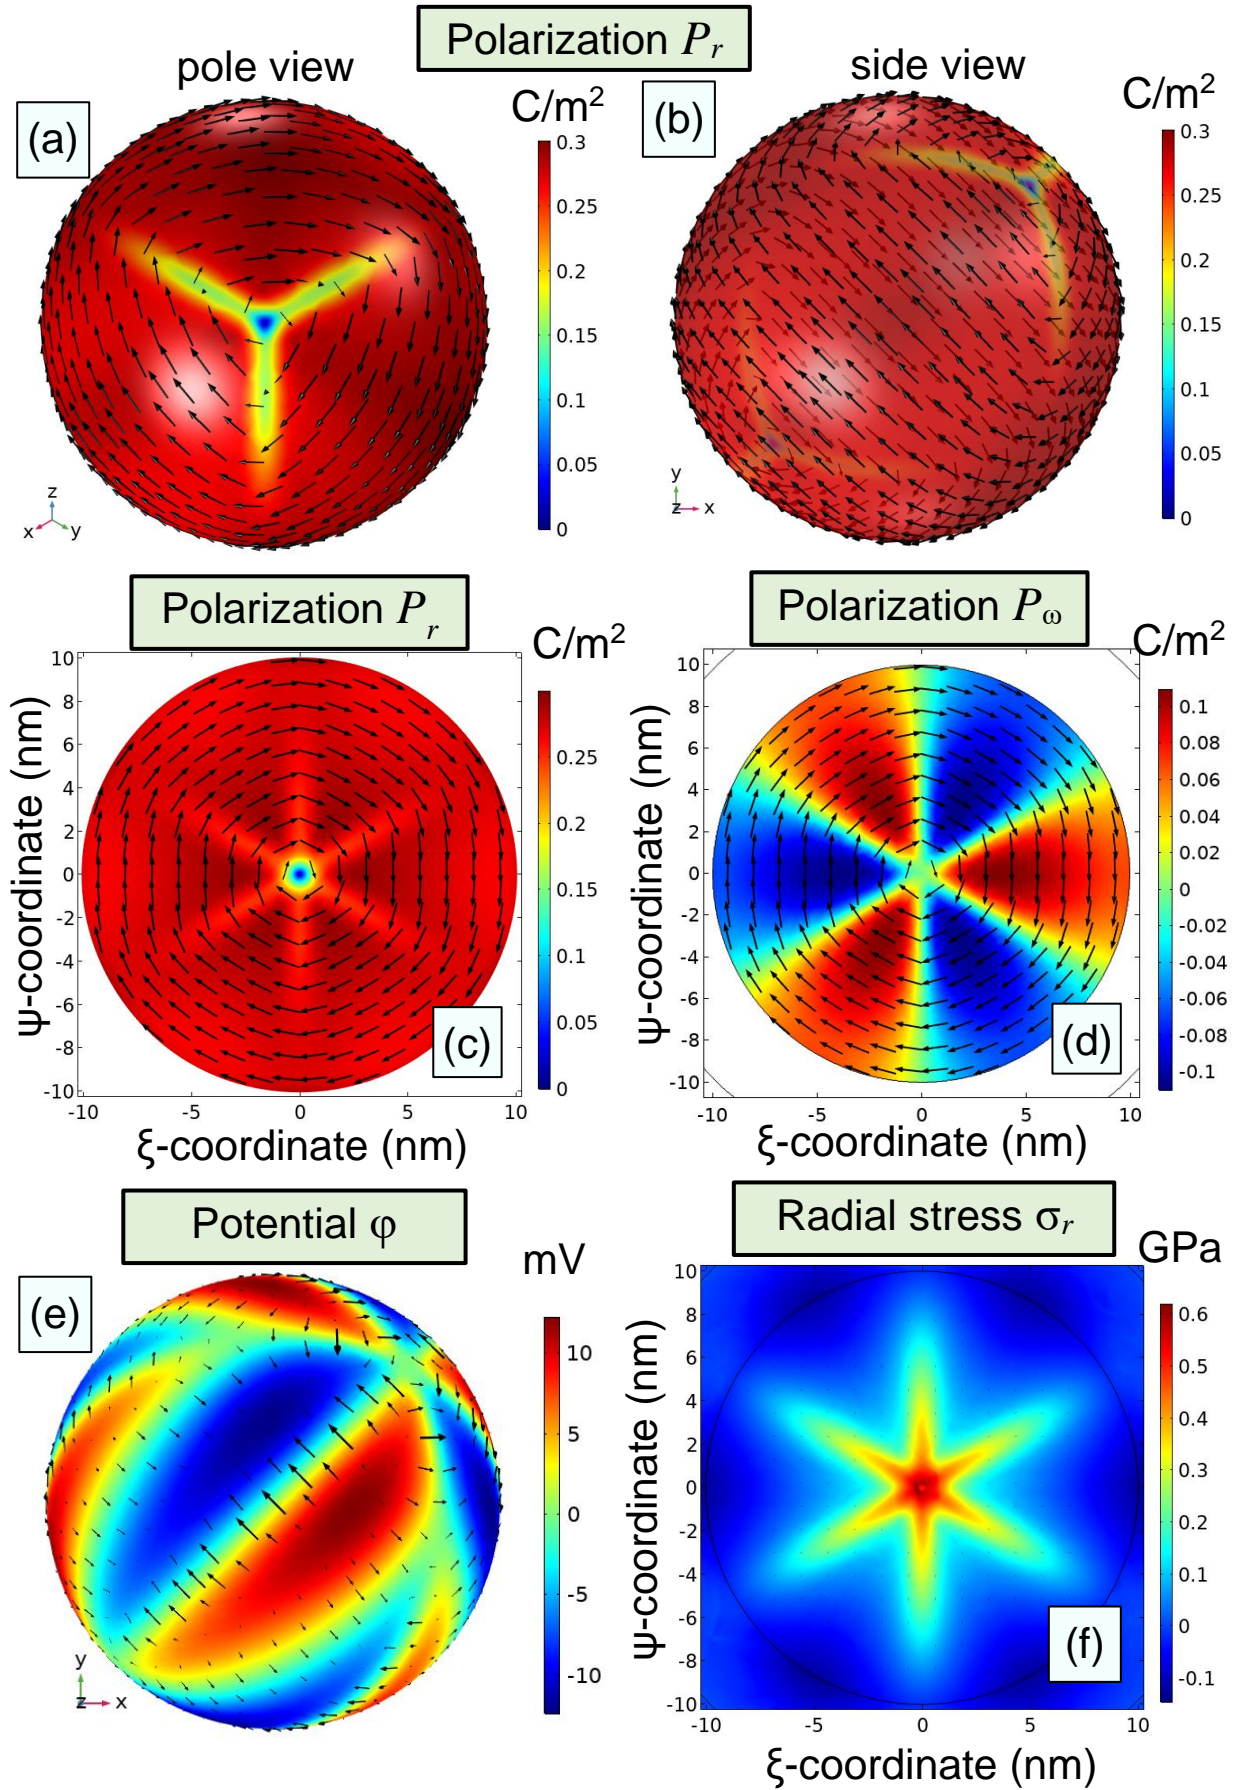 Polarization Pr
pole view
side view
C/m2
C/m2
(a)
(b)
0.3
0.25
0.2
0.15
0.1
0.05
0
0.3
0.25
0.2
0.15
0.1
0.05
0
z
x
y
y
z
x
Polarization Pr
Polarization Pω
C/m2
C/m2
ψ-coordinate (nm)
10
8
6
4
2
0
-2
-4
-6
-8
-10
-10
-5
0
5
10
ξ-coordinate (nm)
(c)
0.25
0.2
0.15
0.1
0.05
0
ψ-coordinate (nm)
10
8
6
4
2
0
-2
-4
-6
-8
-10
-10
-5
0
5
10
ξ-coordinate (nm)
(d)
0.1
0.08
0.06
0.04
0.02
0
-0.02
-0.04
-0.06
-0.08
-0.1
Potential φ
Radial stress σr
mV
GPa
(e)
10
5
0
-5
-10
y
z
x
ψ-coordinate (nm)
10
8
6
4
2
0
-2
-4
-6
-8
-10
-10
-5
0
5
10
ξ-coordinate (nm)
(f)
0.6
0.5
0.4
0.3
0.2
0.1
0
-0.1